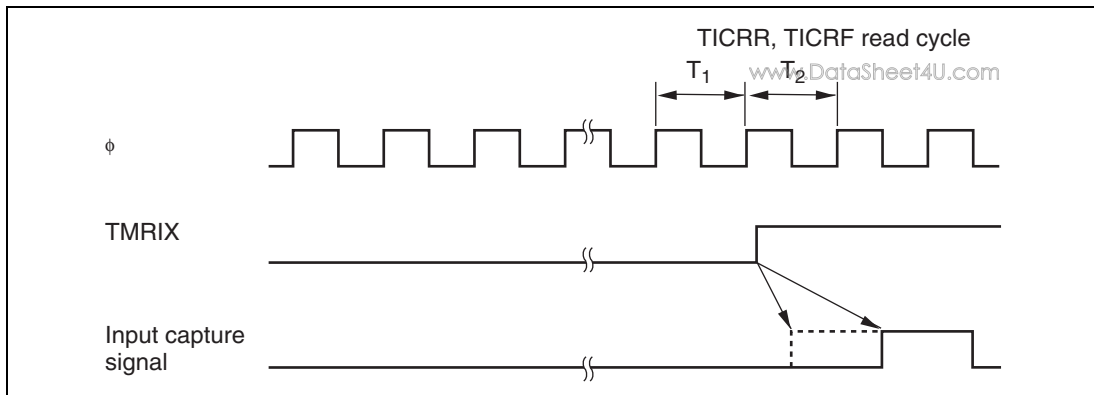 TICRR, TICRF read cycle
www.DataSheet4U.com
T1
T2
φ
TMRIX
Input capture
signal